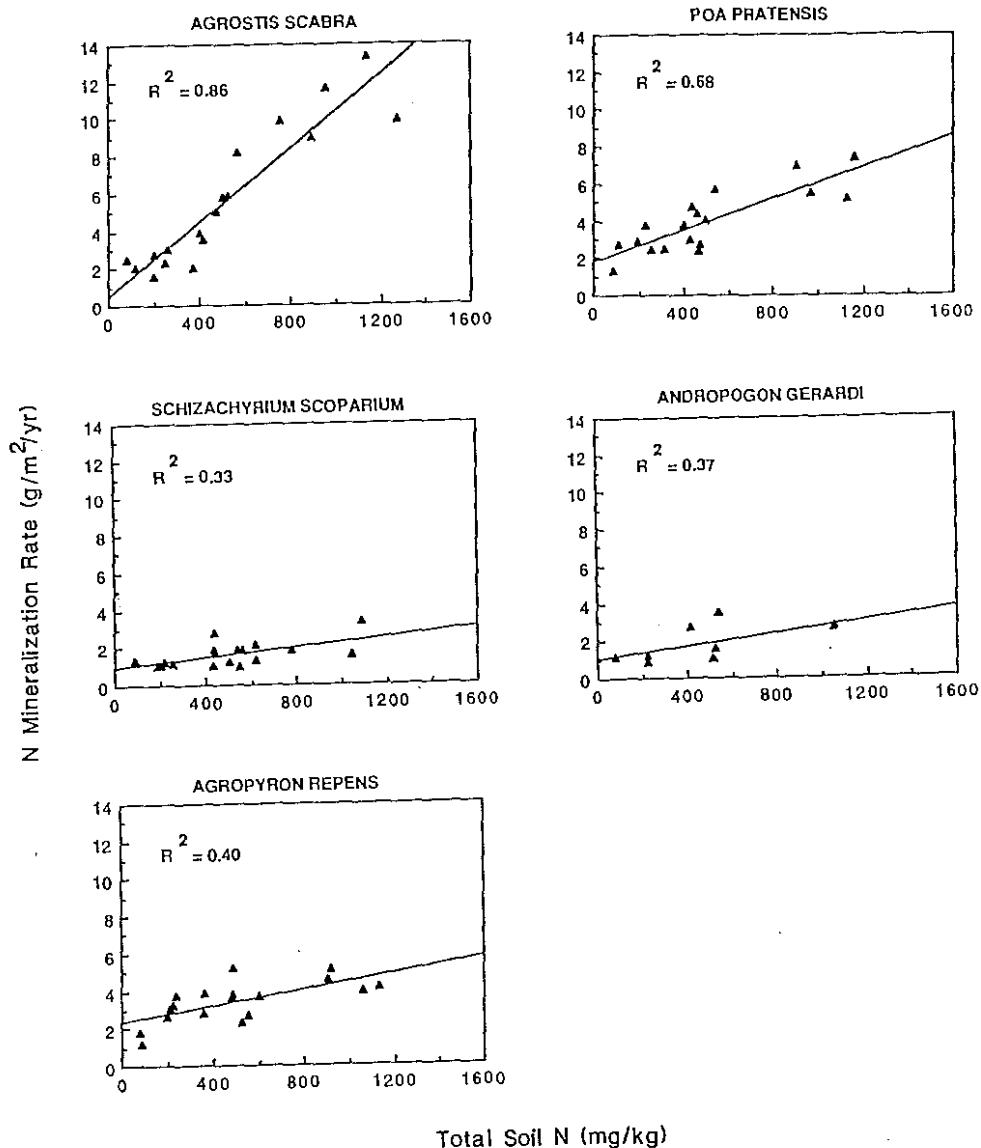 AGROSTIS SCABRA
14
12
10
8
6
4
2
0
R² = 0.86
0 400 800 1200 1600
POA PRATENSIS
14
12
10
8
6
4
2
0
R² = 0.68
0 400 800 1200 1600
SCHIZACHYRIUM SCOPARIUM
14
12
10
8
6
4
2
0
R² = 0.33
0 400 800 1200 1600
ANDROPOGON GERARDI
14
12
10
8
6
4
2
0
R² = 0.37
0 400 800 1200 1600
AGROPYRON REPENS
14
12
10
8
6
4
2
0
R² = 0.40
0 400 800 1200 1600
N Mineralization Rate (g/m²/yr)
Total Soil N (mg/kg)